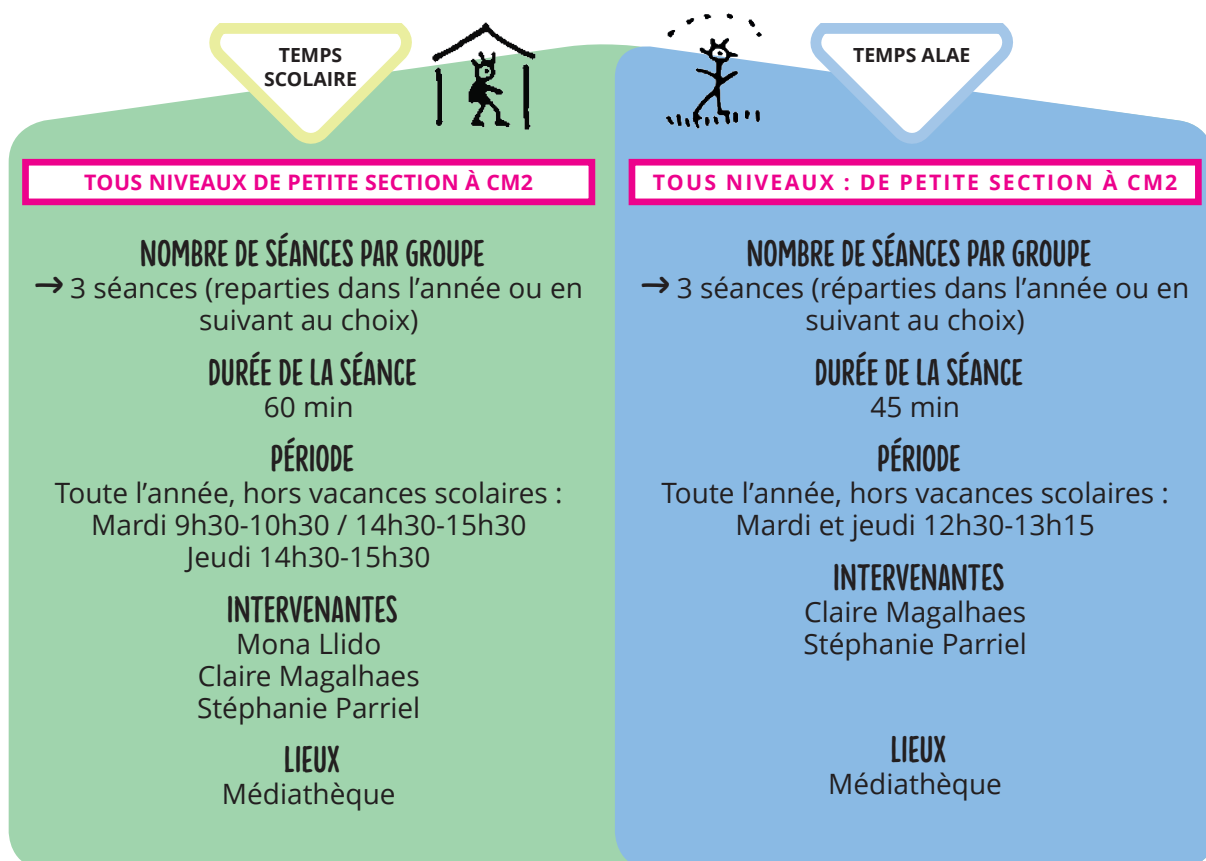 TEMPS
SCOLAIRE
TOUS NIVEAUX DE PETITE SECTION À CM2
NOMBRE DE SÉANCES PAR GROUPE
→ 3 séances (reparties dans l’année ou en
suivant au choix)
DURÉE DE LA SÉANCE
60 min
PÉRIODE
Toute l’année, hors vacances scolaires :
Mardi 9h30-10h30 / 14h30-15h30
Jeudi 14h30-15h30
INTERVENANTES
Mona Llido
Claire Magalhaes
Stéphanie Parriel
LIEUX
Médiathèque
TEMPS ALAE
TOUS NIVEAUX : DE PETITE SECTION À CM2
NOMBRE DE SÉANCES PAR GROUPE
→ 3 séances (réparties dans l’année ou en
suivant au choix)
DURÉE DE LA SÉANCE
45 min
PÉRIODE
Toute l’année, hors vacances scolaires :
Mardi et jeudi 12h30-13h15
INTERVENANTES
Claire Magalhaes
Stéphanie Parriel
LIEUX
Médiathèque